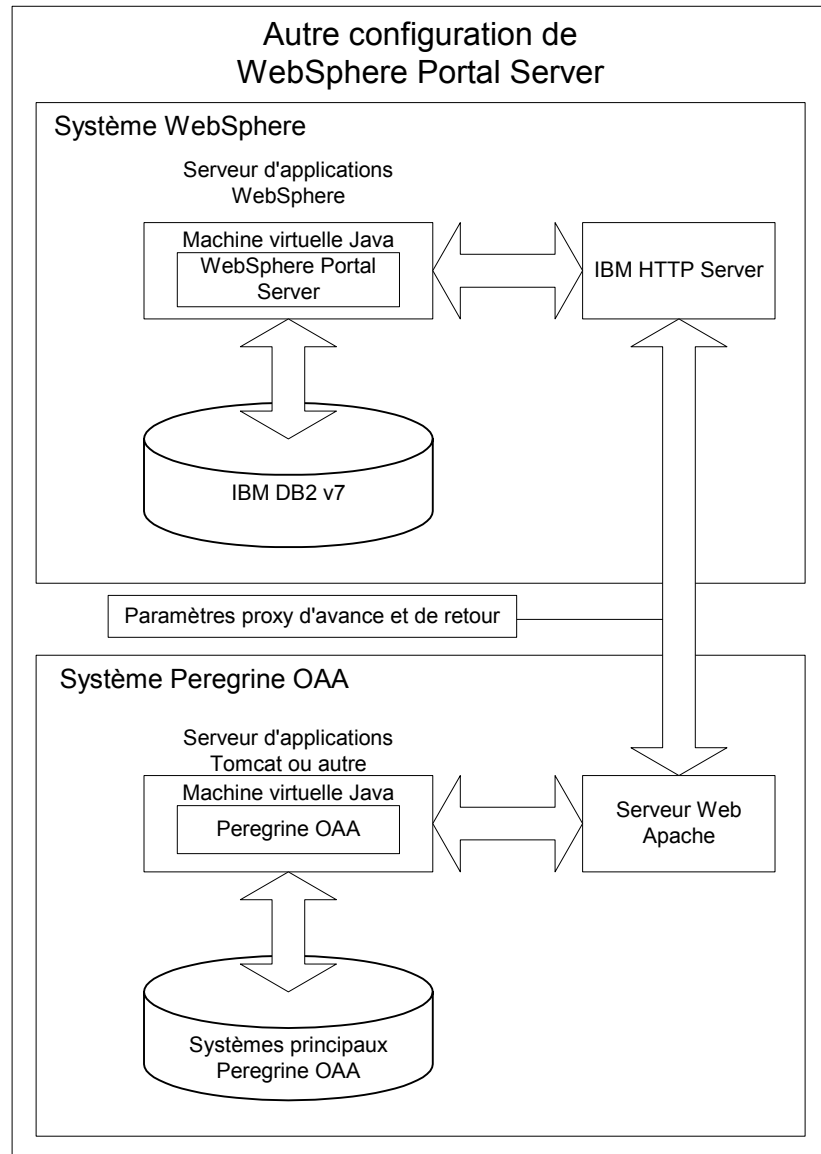 Autre configuration de
WebSphere Portal Server
Système WebSphere
Serveur d'applications
WebSphere
Machine virtuelle Java
WebSphere Portal
Server
IBM HTTP Server
IBM DB2 v7
Paramètres proxy d'avance et de retour
Système Peregrine OAA
Serveur d'applications
Tomcat ou autre
Machine virtuelle Java
Peregrine OAA
Serveur Web
Apache
Systèmes principaux
Peregrine OAA